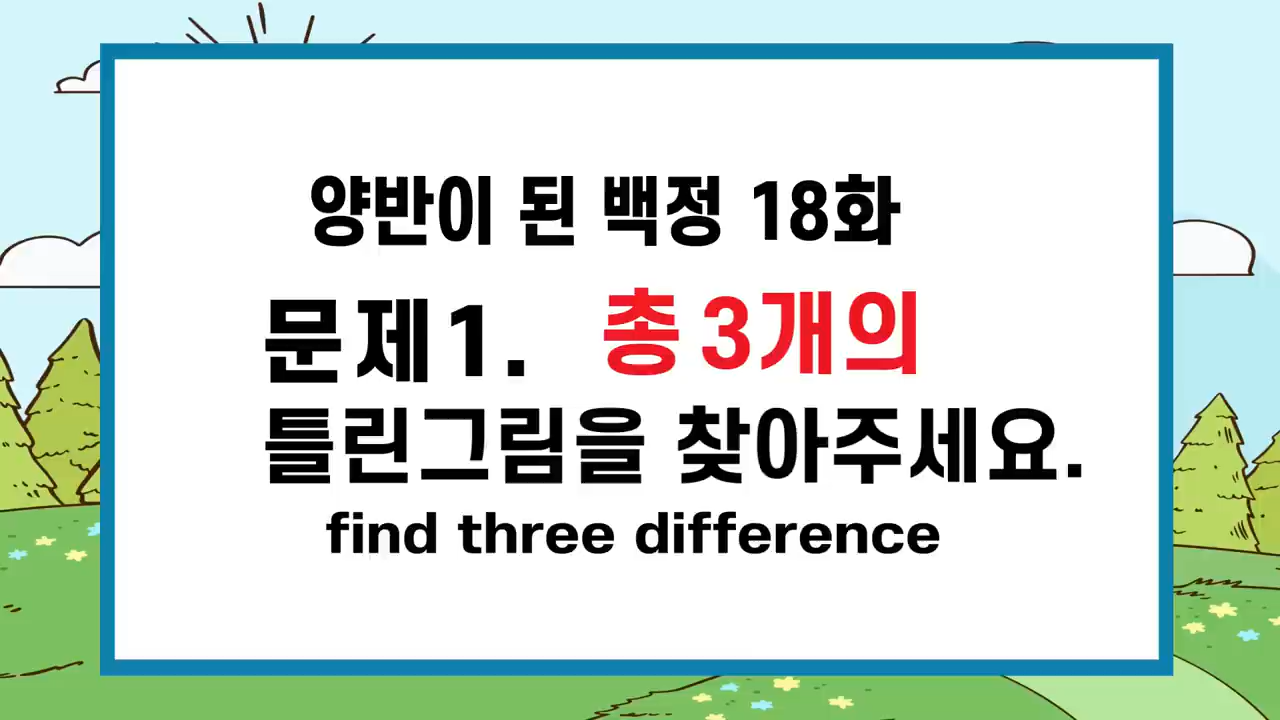 양반이 된 백정 18화
문제1. 총 3개의
틀린그림을 찾아주세요.
find three difference